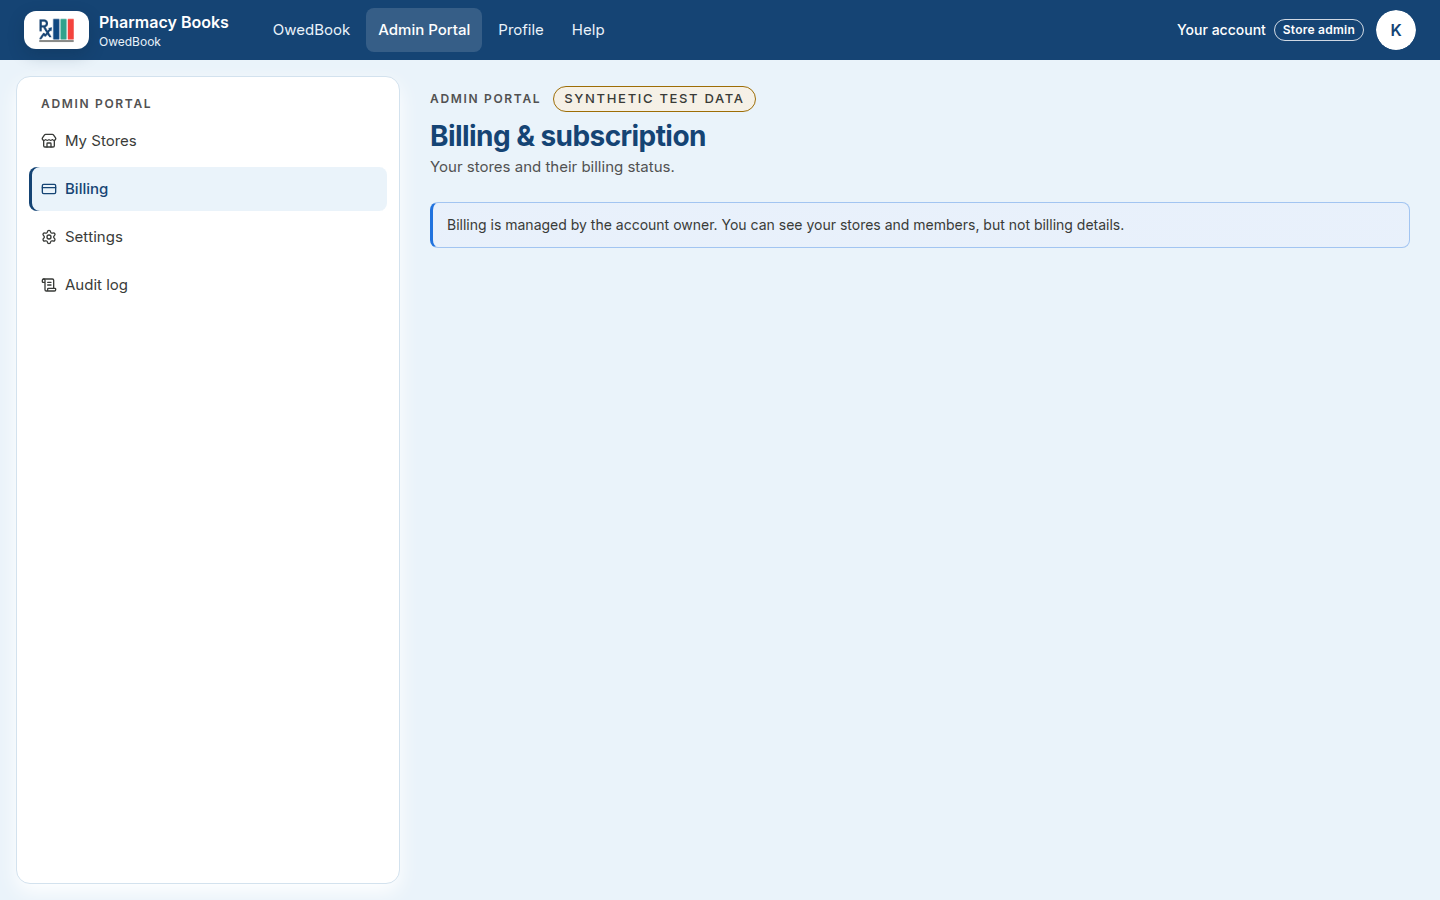 Pharmacy Books
OwedBook
OwedBook
Admin Portal
Profile
Help
Your account
Store admin
K
ADMIN PORTAL
My Stores
Billing
Settings
Audit log
ADMIN PORTAL
SYNTHETIC TEST DATA
Billing & subscription
Your stores and their billing status.
Billing is managed by the account owner. You can see your stores and members, but not billing details.